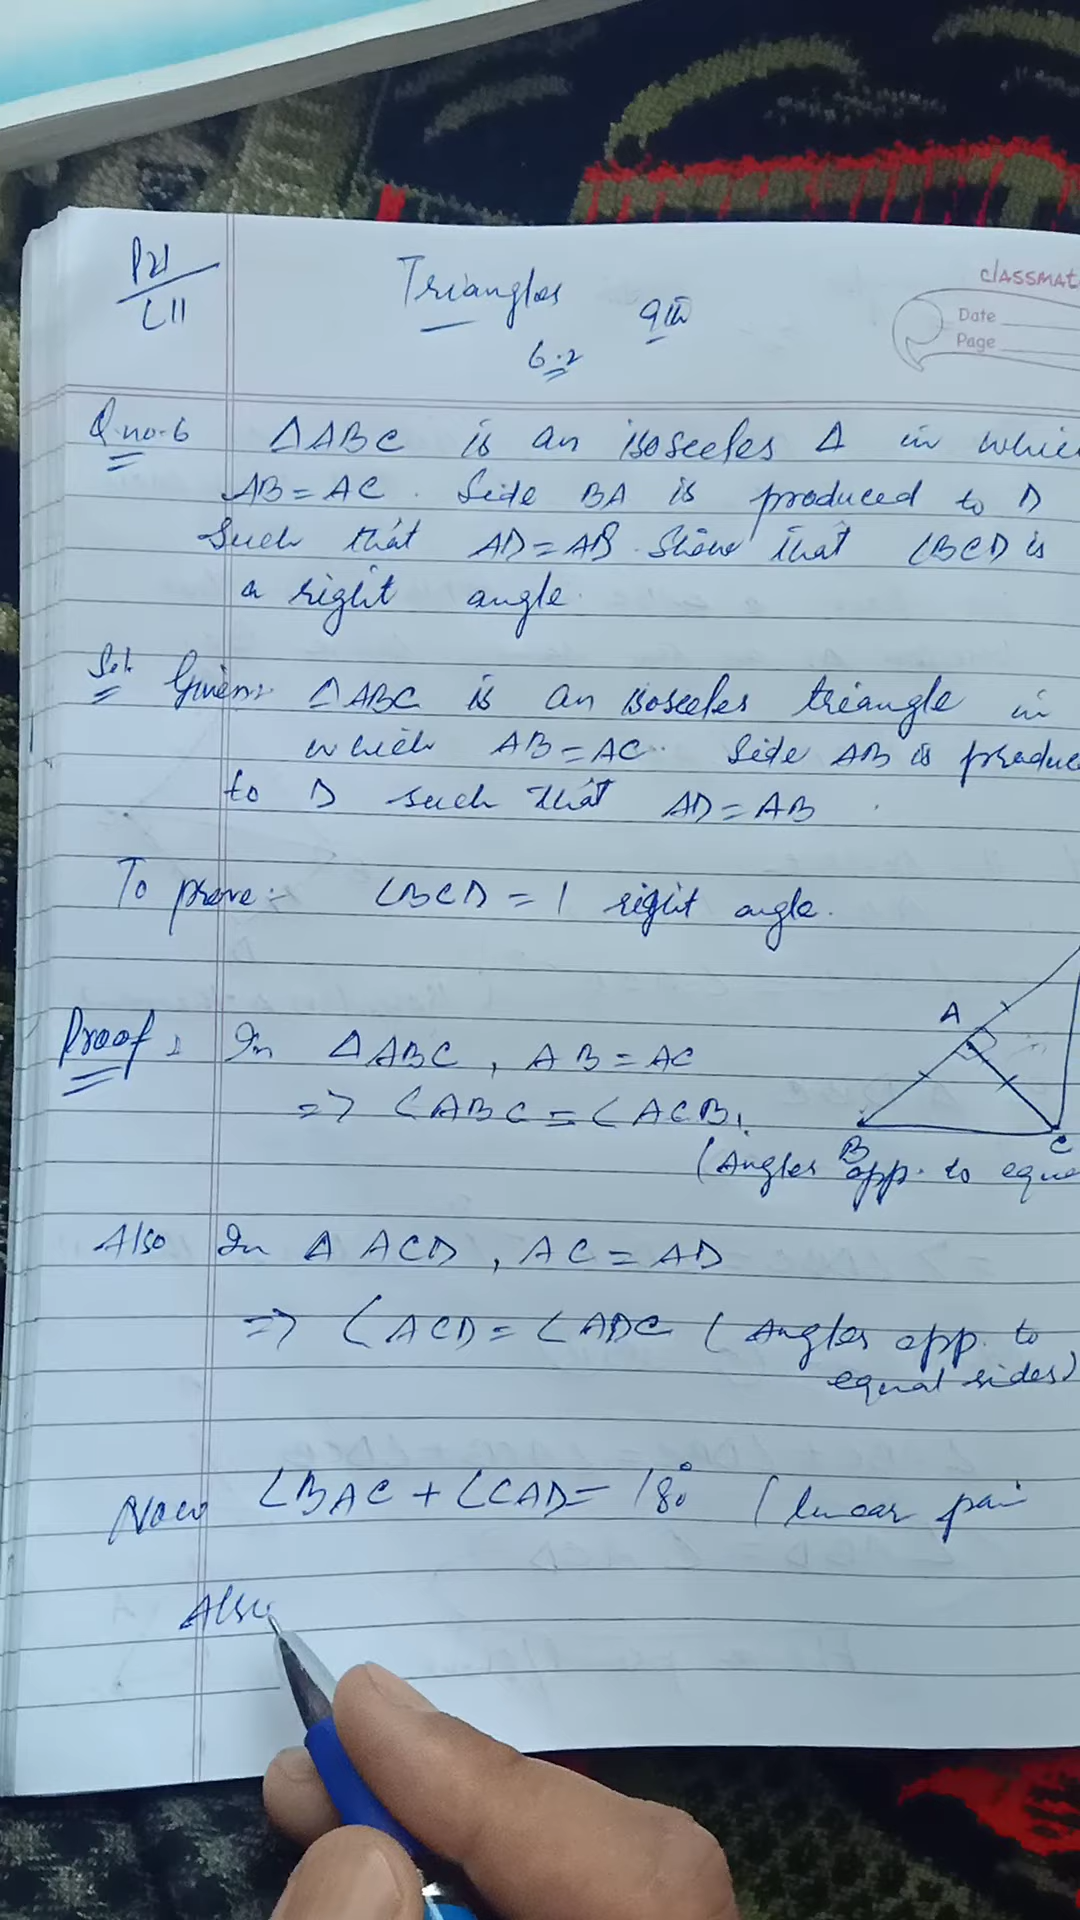 P21
L11
Triangles 9th
6.2
CLASSMAT
Date
Page
Q.no.6 ΔABC is an isosceles Δ in whic
AB = AC. Side BA is produced to D
such that AD = AB. Show that ∠BCD is
a right angle.
Sol. Given:- ΔABC is an isosceles triangle in
which AB = AC. Side AB is produce
to D such that AD = AB
To prove:- ∠BCD = 1 right angle.
A
Proof: In ΔABC, AB = AC
=> ∠ABC = ∠ACB,
B C
(Angles opp. to equa
Also In Δ ACD, AC = AD
=> ∠ACD = ∠ADC (Angles opp. to
equal sides)
Now ∠BAC + ∠CAD = 180° (linear pai
Also